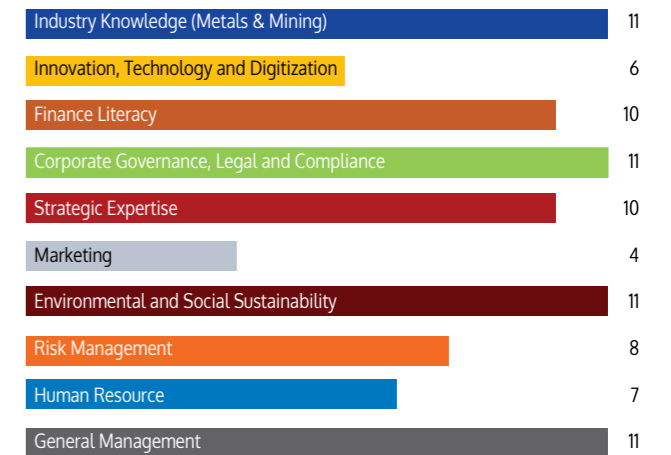 Industry Knowledge (Metals & Mining) 11
Innovation, Technology and Digitization 6
Finance Literacy 10
Corporate Governance, Legal and Compliance 11
Strategic Expertise 10
Marketing 4
Environmental and Social Sustainability 11
Risk Management 8
Human Resource 7
General Management 11